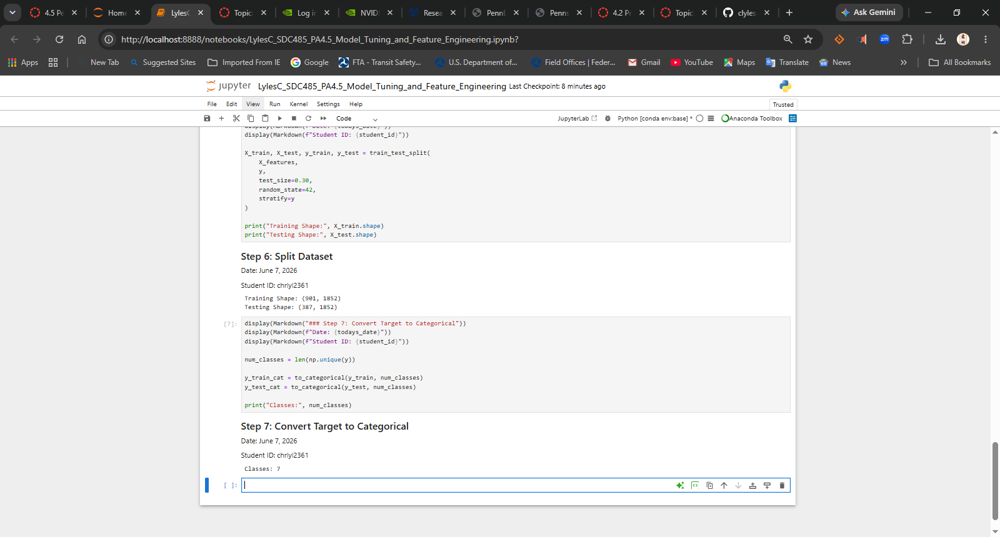 4.5 Pe
Home
LylesC
Topic:
Log in
NVIDI
Resea
PennD
Penns
4.2 Pr
Topic:
clyles
Ask Gemini
http://localhost:8888/notebooks/LylesC_SDC485_PA4.5_Model_Tuning_and_Feature_Engineering.ipynb?
Apps
New Tab
Suggested Sites
Imported From IE
Google
FTA - Transit Safety...
U.S. Department of...
Field Offices | Feder...
Gmail
YouTube
Maps
Translate
News
All Bookmarks
jupyter LylesC_SDC485_PA4.5_Model_Tuning_and_Feature_Engineering Last Checkpoint: 8 minutes ago
File Edit View Run Kernel Settings Help
Trusted
Code
JupyterLab
Python [conda env:base] *
Anaconda Toolbox
display(Markdown(f"Date: {todays_date}"))
display(Markdown(f"Student ID: {student_id}"))
X_train, X_test, y_train, y_test = train_test_split(
X_features,
y,
test_size=0.30,
random_state=42,
stratify=y
)
print("Training Shape:", X_train.shape)
print("Testing Shape:", X_test.shape)
Step 6: Split Dataset
Date: June 7, 2026
Student ID: chrlyl2361
Training Shape: (901, 1852)
Testing Shape: (387, 1852)
[7]:
display(Markdown("### Step 7: Convert Target to Categorical"))
display(Markdown(f"Date: {todays_date}"))
display(Markdown(f"Student ID: {student_id}"))
num_classes = len(np.unique(y))
y_train_cat = to_categorical(y_train, num_classes)
y_test_cat = to_categorical(y_test, num_classes)
print("Classes:", num_classes)
Step 7: Convert Target to Categorical
Date: June 7, 2026
Student ID: chrlyl2361
Classes: 7
[ ]: